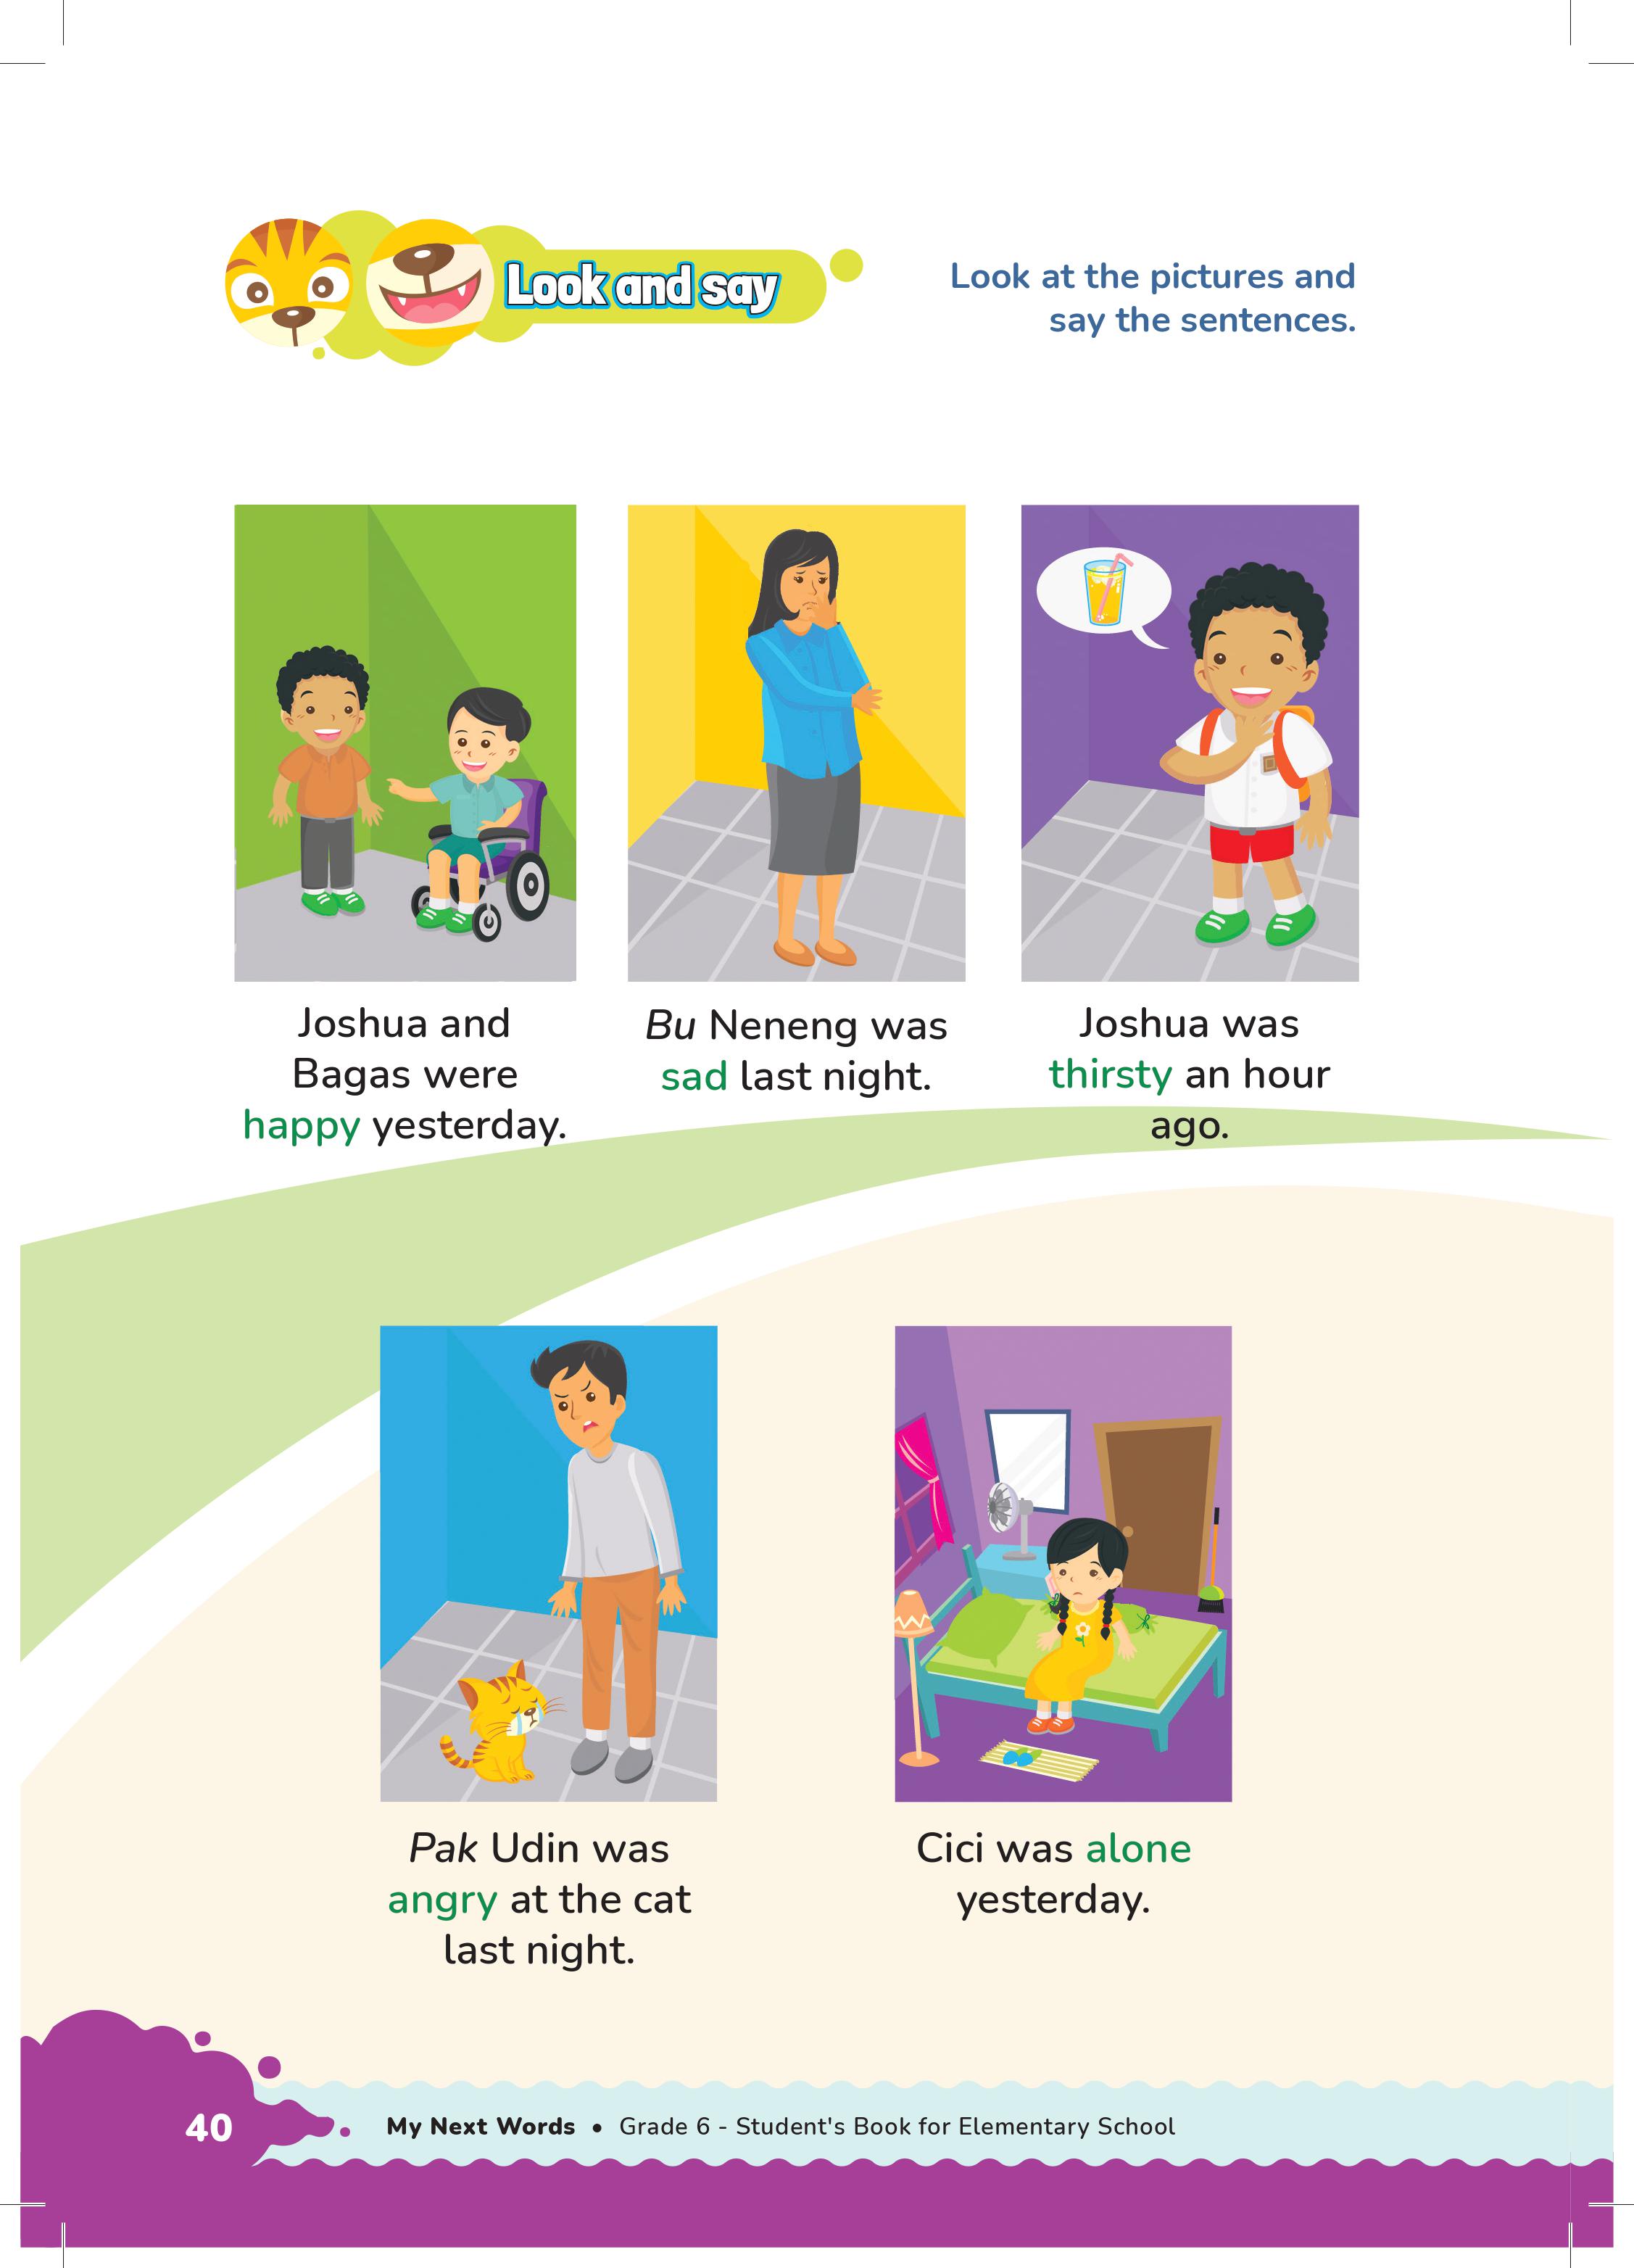 Look and say
Look at the pictures and
say the sentences.
Joshua and
Bagas were
happy yesterday.
Bu Neneng was
sad last night.
Joshua was
thirsty an hour
ago.
Pak Udin was
angry at the cat
last night.
Cici was alone
yesterday.
40
My Next Words • Grade 6 - Student's Book for Elementary School